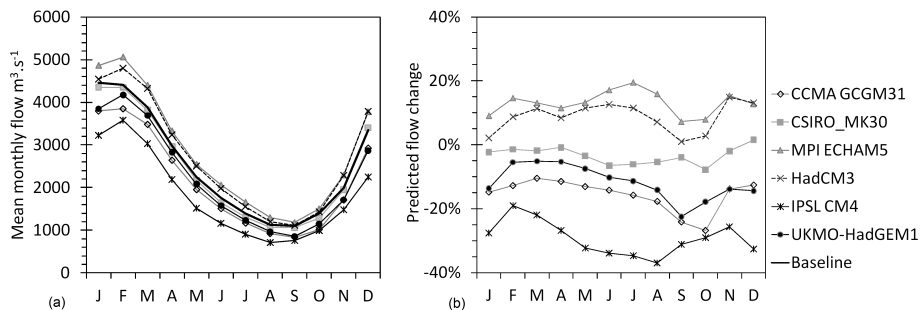 Mean monthly flow m³.s⁻¹
6000
5000
4000
3000
2000
1000
0
J F M A M J J A S O N D
(a)
Predicted flow change
40%
20%
0%
-20%
-40%
J F M A M J J A S O N D
(b)
CCMA GCGM31
CSIRO_MK30
MPI ECHAM5
HadCM3
IPSL CM4
UKMO-HadGEM1
Baseline